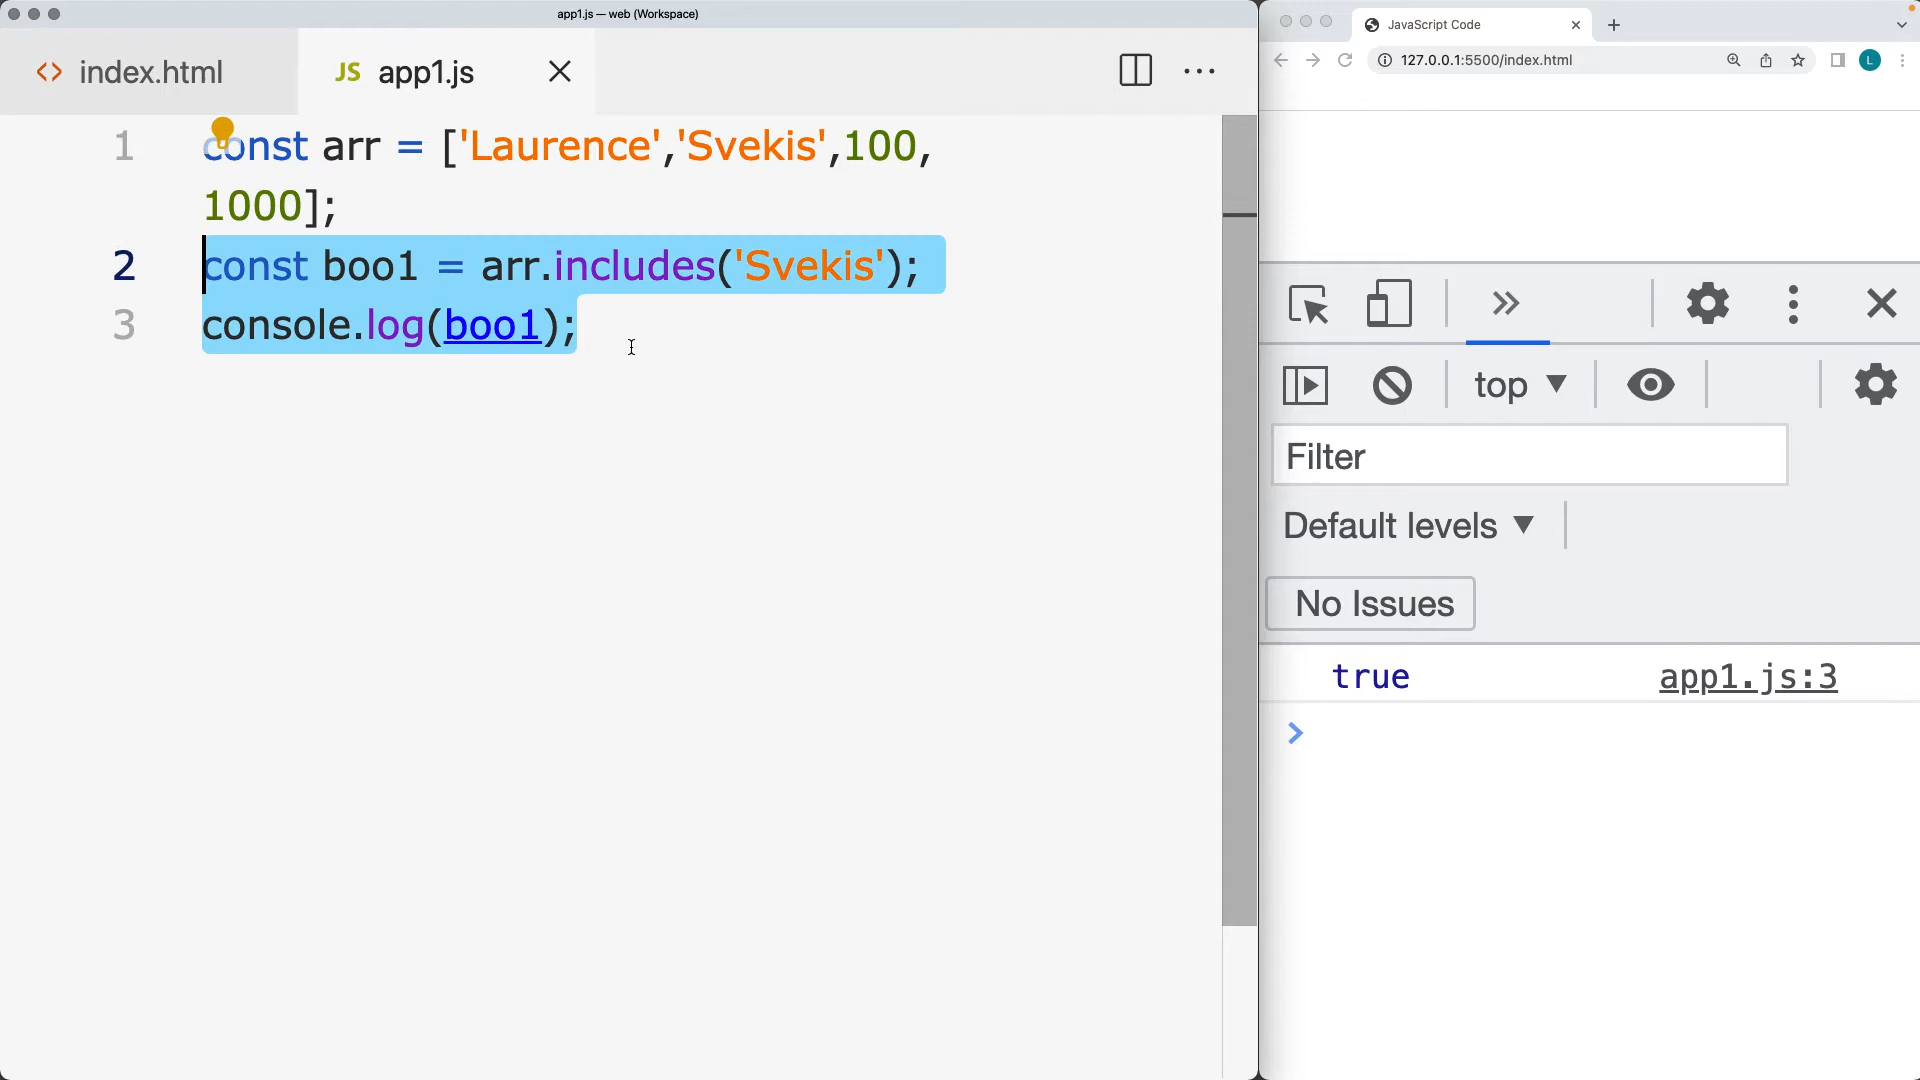 app1.js — web (Workspace)
<> index.html
JS app1.js
1 const arr = ['Laurence','Svekis',100,
1000];
2 const boo1 = arr.includes('Svekis');
3 console.log(boo1);
JavaScript Code
127.0.0.1:5500/index.html
L
top
Filter
Default levels
No Issues
true app1.js:3